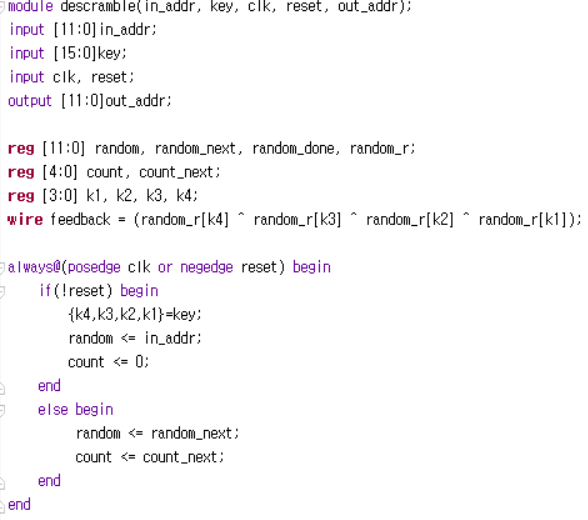 module descramble(in_addr, key, clk, reset, out_addr);
input [11:0]in_addr;
input [15:0]key;
input clk, reset;
output [11:0]out_addr;
reg [11:0] random, random_next, random_done, random_r;
reg [4:0] count, count_next;
reg [3:0] k1, k2, k3, k4;
wire feedback = (random_r[k4] ^ random_r[k3] ^ random_r[k2] ^ random_r[k1]);
always@(posedge clk or negedge reset) begin
if(!reset) begin
{k4,k3,k2,k1}=key;
random <= in_addr;
count <= 0;
end
else begin
random <= random_next;
count <= count_next;
end
end